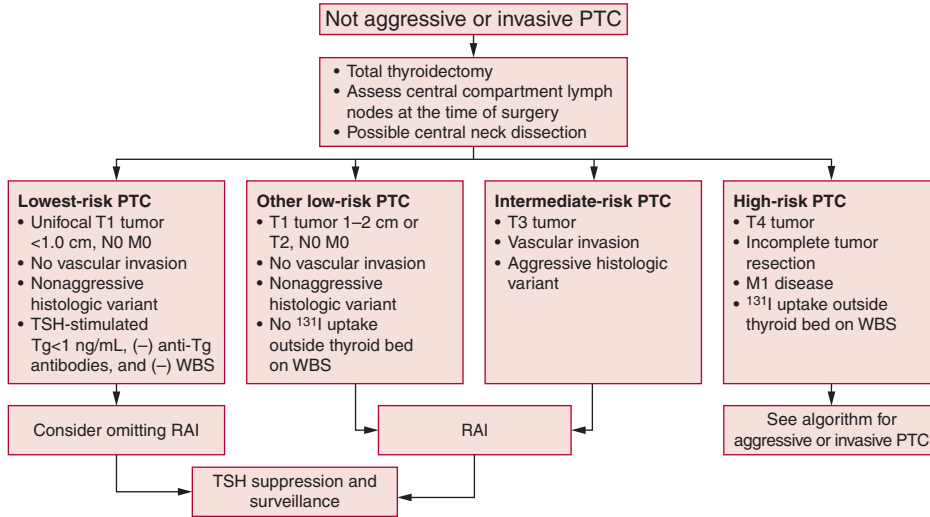 Not aggressive or invasive PTC
• Total thyroidectomy
• Assess central compartment lymph
nodes at the time of surgery
• Possible central neck dissection
Lowest-risk PTC
• Unifocal T1 tumor
<1.0 cm, N0 M0
• No vascular invasion
• Nonaggressive
histologic variant
• TSH-stimulated
Tg<1 ng/mL, (–) anti-Tg
antibodies, and (–) WBS
Other low-risk PTC
• T1 tumor 1–2 cm or
T2, N0 M0
• No vascular invasion
• Nonaggressive
histologic variant
• No ¹³¹I uptake
outside thyroid bed
on WBS
Intermediate-risk PTC
• T3 tumor
• Vascular invasion
• Aggressive histologic
variant
High-risk PTC
• T4 tumor
• Incomplete tumor
resection
• M1 disease
• ¹³¹I uptake outside
thyroid bed on WBS
Consider omitting RAI
RAI
See algorithm for
aggressive or invasive PTC
TSH suppression and
surveillance